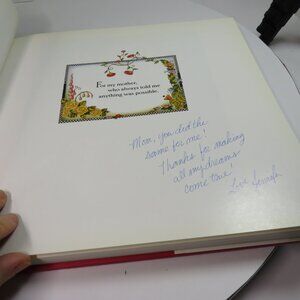 For my mother,
who always told me
anything was possible.
Mom, you did the
same for me!
Thanks for making
all my dreams
come true!
Love Jennifer